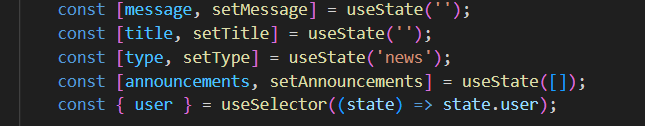 const [message, setMessage] = useState('');
const [title, setTitle] = useState('');
const [type, setType] = useState('news');
const [announcements, setAnnouncements] = useState([]);
const { user } = useSelector((state) => state.user);